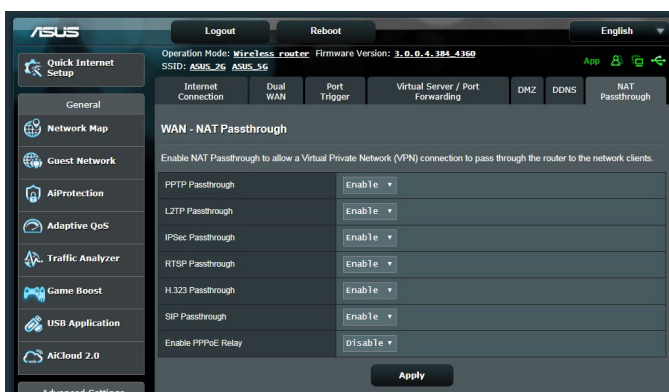 ASUS
Logout
Reboot
English
Quick Internet
Setup
Operation Mode: Wireless router Firmware Version: 3.0.0.4.384_4360
SSID: ASUS_2G ASUS_5G
App
General
Network Map
Guest Network
AiProtection
Adaptive QoS
Traffic Analyzer
Game Boost
USB Application
AiCloud 2.0
Advanced Settings
Internet
Connection
Dual
WAN
Port
Trigger
Virtual Server / Port
Forwarding
DMZ
DDNS
NAT
Passthrough
WAN - NAT Passthrough
Enable NAT Passthrough to allow a Virtual Private Network (VPN) connection to pass through the router to the network clients.
PPTP Passthrough Enable
L2TP Passthrough Enable
IPSec Passthrough Enable
RTSP Passthrough Enable
H.323 Passthrough Enable
SIP Passthrough Enable
Enable PPPoE Relay Disable
Apply